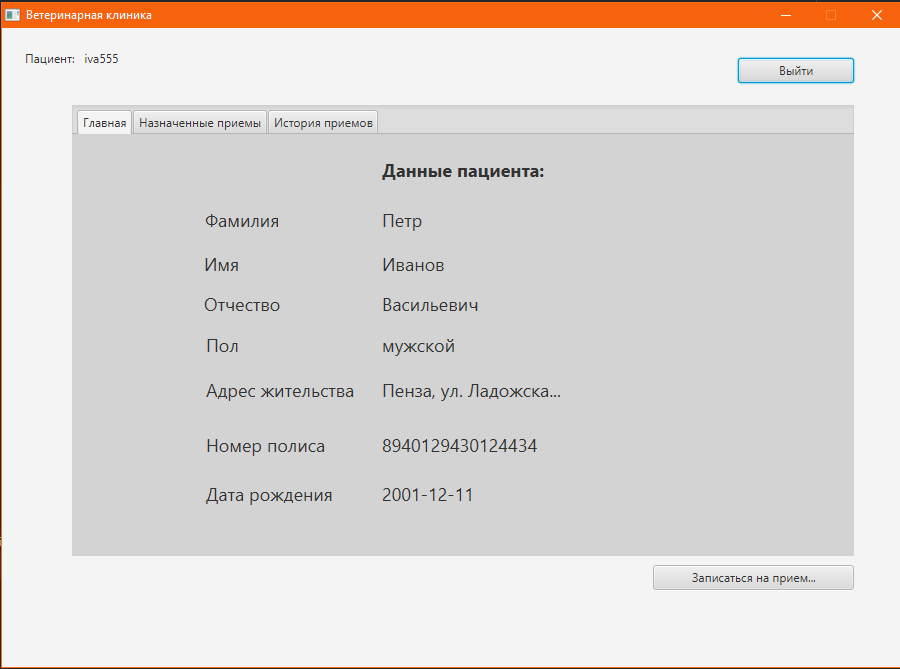 Ветеринарная клиника
Пациент: iva555
Выйти
Главная Назначенные приемы История приемов
Данные пациента:
Фамилия Петр
Имя Иванов
Отчество Васильевич
Пол мужской
Адрес жительства Пенза, ул. Ладожска...
Номер полиса 8940129430124434
Дата рождения 2001-12-11
Записаться на прием...